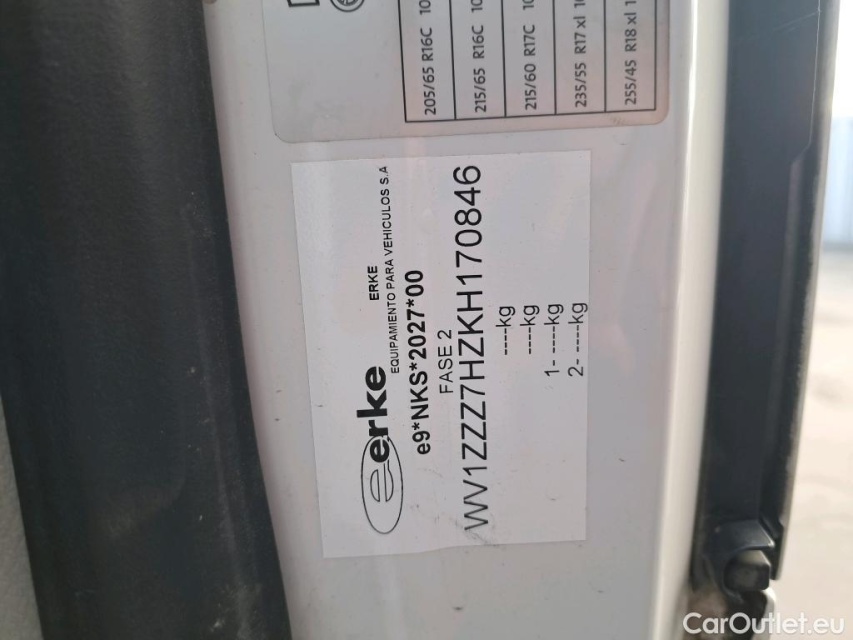 205/65 R16C
215/65 R16C
215/60 R17C
235/55 R17 xl
255/45 R18 xl
erke
ERKE
EQUIPAMIENTO PARA VEHICULOS S.A
e9*NKS*2027*00
FASE 2
WV1ZZZ7HZKH170846
----kg
----kg
1- ----kg
2- ----kg
CarOutlet.eu